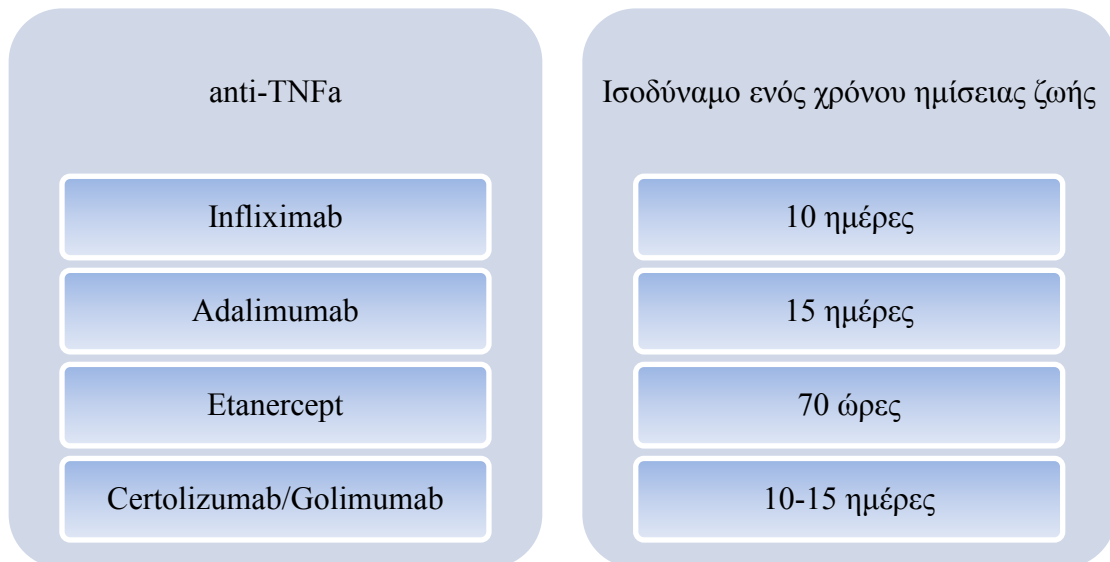 anti-TNFa
Infliximab
Adalimumab
Etanercept
Certolizumab/Golimumab
Ισοδύναμο ενός χρόνου ημίσειας ζωής
10 ημέρες
15 ημέρες
70 ώρες
10-15 ημέρες